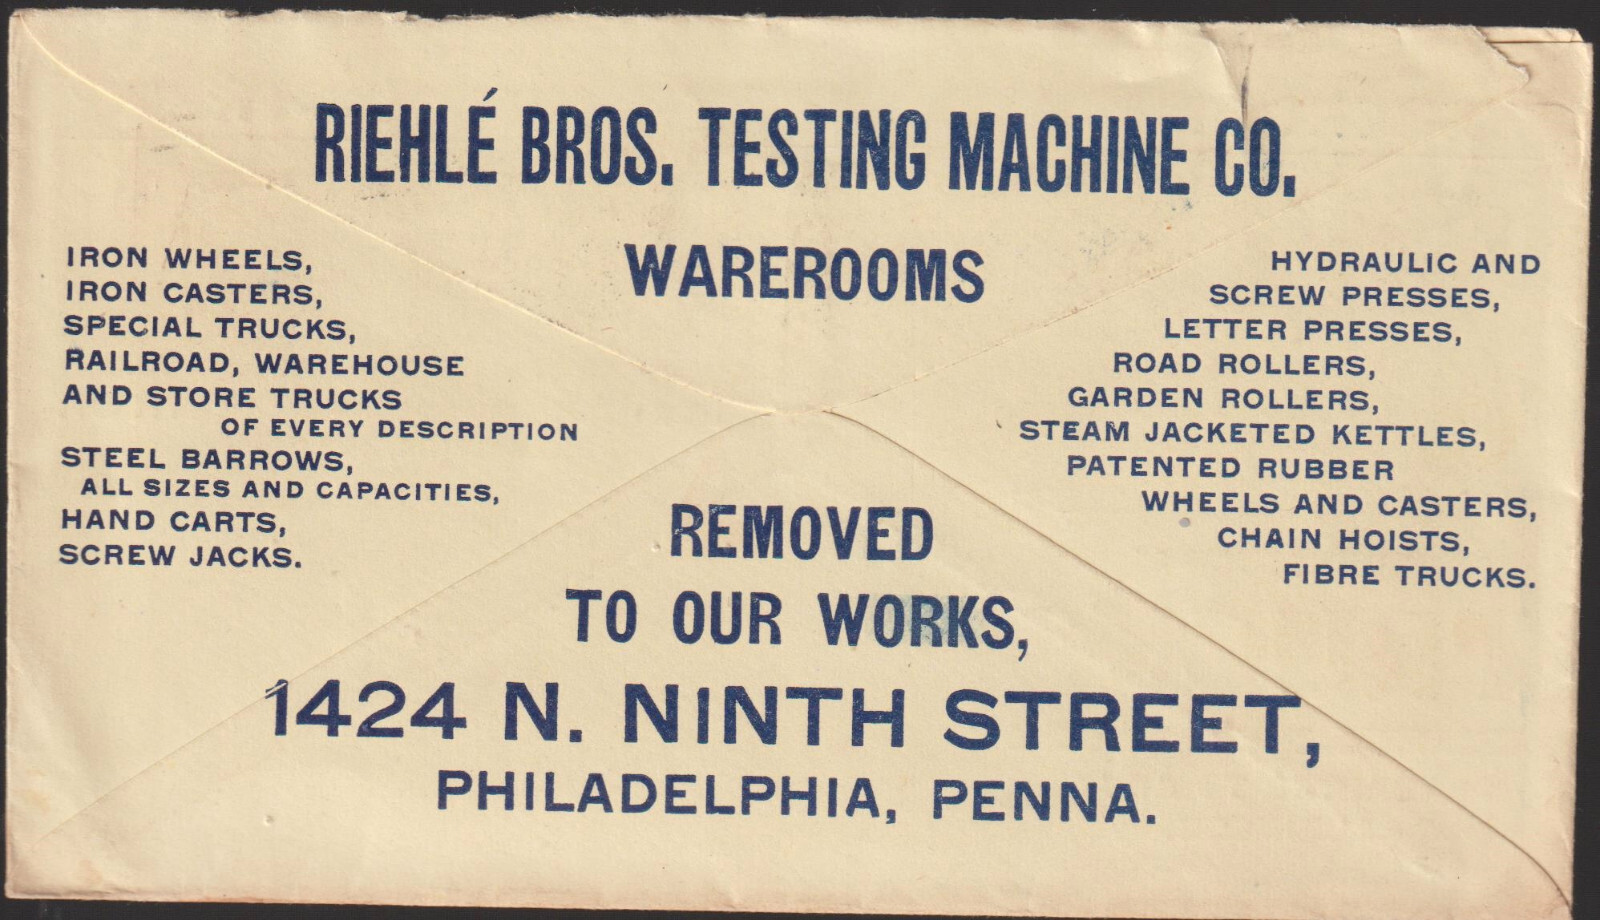 RIEHLÉ BROS. TESTING MACHINE CO.
WAREROOMS
IRON WHEELS,
IRON CASTERS,
SPECIAL TRUCKS,
RAILROAD, WAREHOUSE
AND STORE TRUCKS
OF EVERY DESCRIPTION
STEEL BARROWS,
ALL SIZES AND CAPACITIES,
HAND CARTS,
SCREW JACKS.
HYDRAULIC AND
SCREW PRESSES,
LETTER PRESSES,
ROAD ROLLERS,
GARDEN ROLLERS,
STEAM JACKETED KETTLES,
PATENTED RUBBER
WHEELS AND CASTERS,
CHAIN HOISTS,
FIBRE TRUCKS.
REMOVED
TO OUR WORKS,
1424 N. NINTH STREET,
PHILADELPHIA, PENNA.